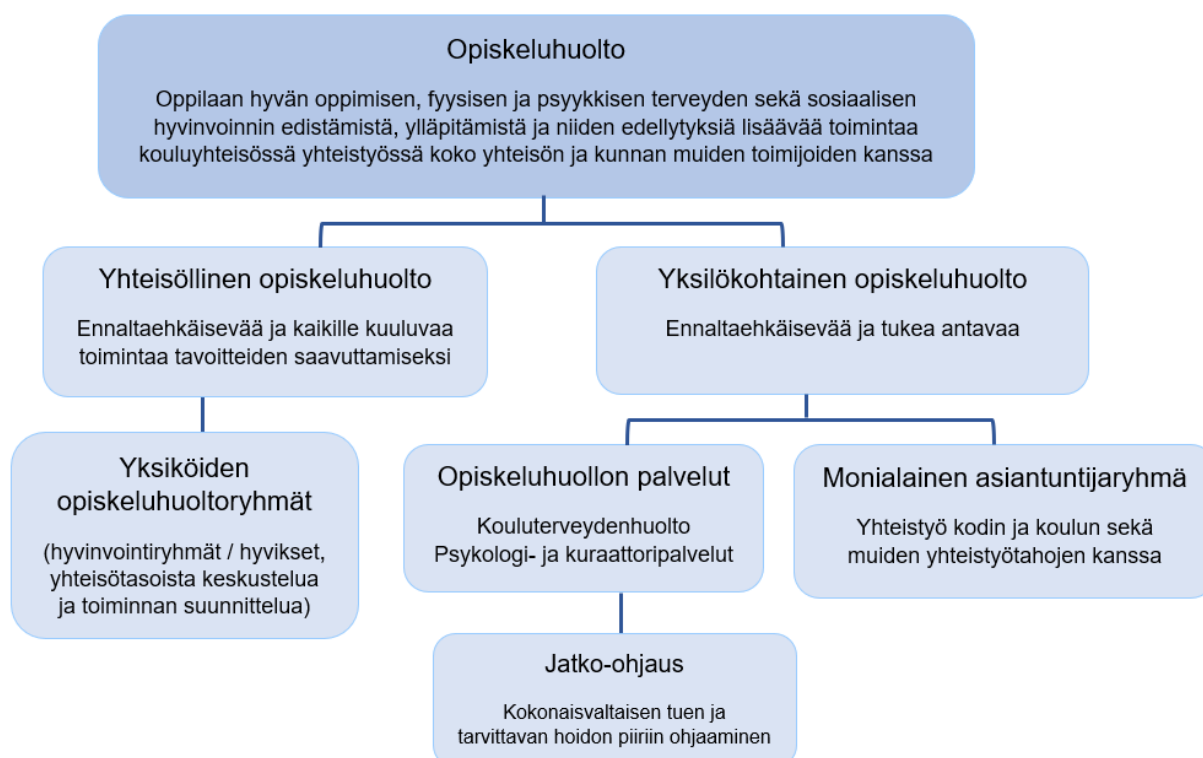 Opiskeluhuolto
Oppilaan hyvän oppimisen, fyysisen ja psyykkisen terveyden sekä sosiaalisen
hyvinvoinnin edistämistä, ylläpitämistä ja niiden edellytyksiä lisäävää toimintaa
kouluyhteisössä yhteistyössä koko yhteisön ja kunnan muiden toimijoiden kanssa
Yhteisöllinen opiskeluhuolto
Ennaltaehkäisevää ja kaikille kuuluvaa
toimintaa tavoitteiden saavuttamiseksi
Yksilökohtainen opiskeluhuolto
Ennaltaehkäisevää ja tukea antavaa
Yksiköiden
opiskeluhuoltoryhmät
(hyvinvointiryhmät / hyvikset,
yhteisötasoista keskustelua
ja toiminnan suunnittelua)
Opiskeluhuollon palvelut
Kouluterveydenhuolto
Psykologi- ja kuraattoripalvelut
Monialainen asiantuntijaryhmä
Yhteistyö kodin ja koulun sekä
muiden yhteistyötahojen kanssa
Jatko-ohjaus
Kokonaisvaltaisen tuen ja
tarvittavan hoidon piiriin ohjaaminen